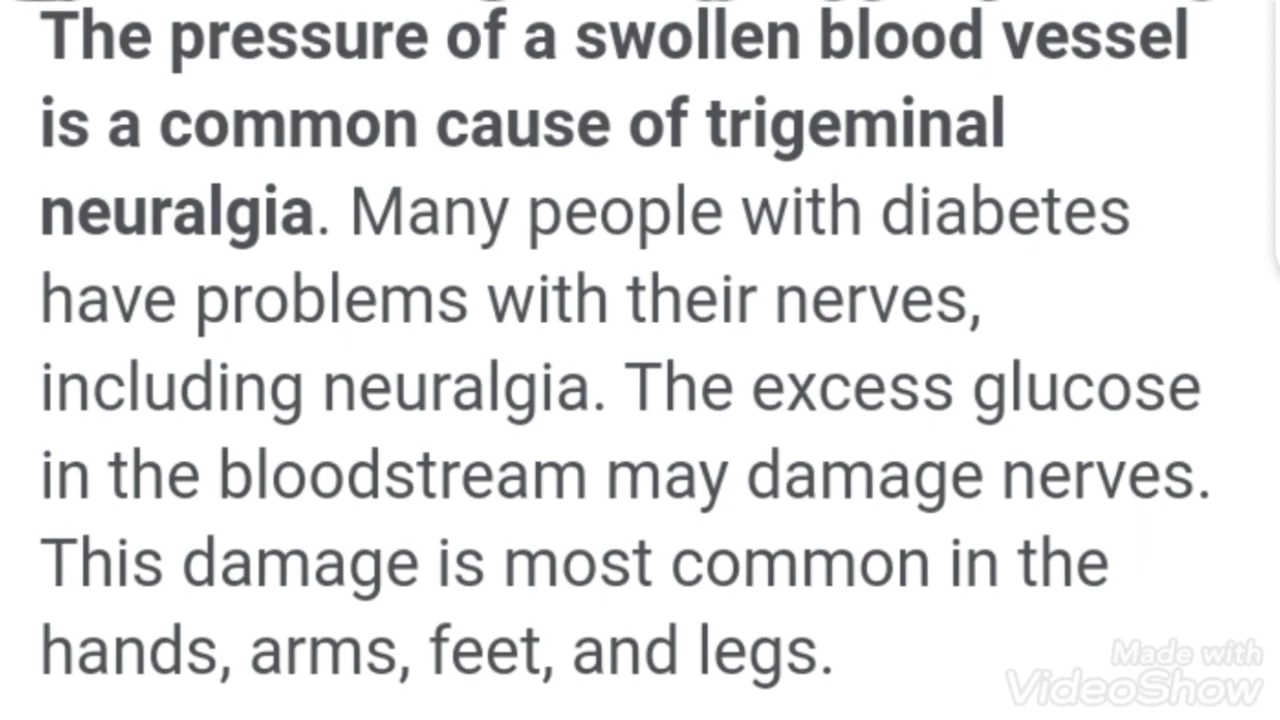 The pressure of a swollen blood vessel
is a common cause of trigeminal
neuralgia. Many people with diabetes
have problems with their nerves,
including neuralgia. The excess glucose
in the bloodstream may damage nerves.
This damage is most common in the
hands, arms, feet, and legs.
Made with
VideoShow